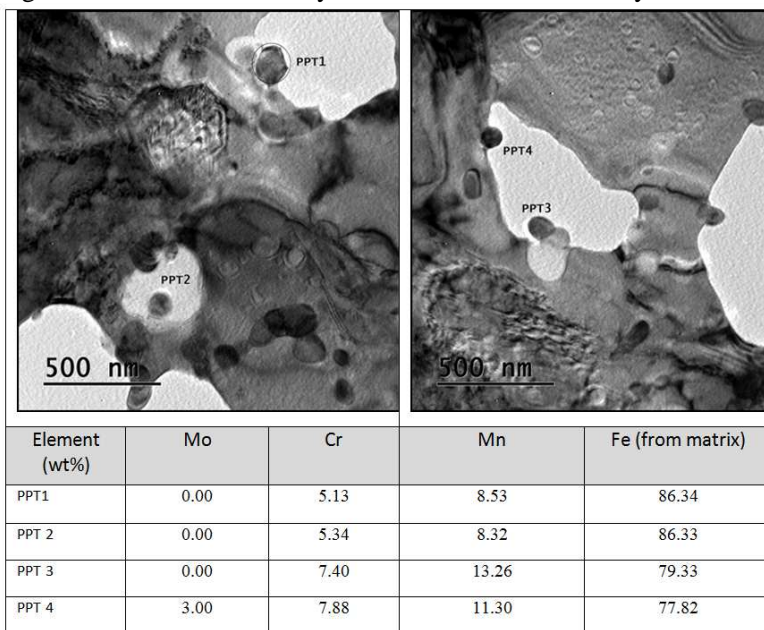 PPT1
PPT2
500 nm
PPT4
PPT3
500 nm
Element (wt%) Mo Cr Mn Fe (from matrix)
PPT1 0.00 5.13 8.53 86.34
PPT 2 0.00 5.34 8.32 86.33
PPT 3 0.00 7.40 13.26 79.33
PPT 4 3.00 7.88 11.30 77.82